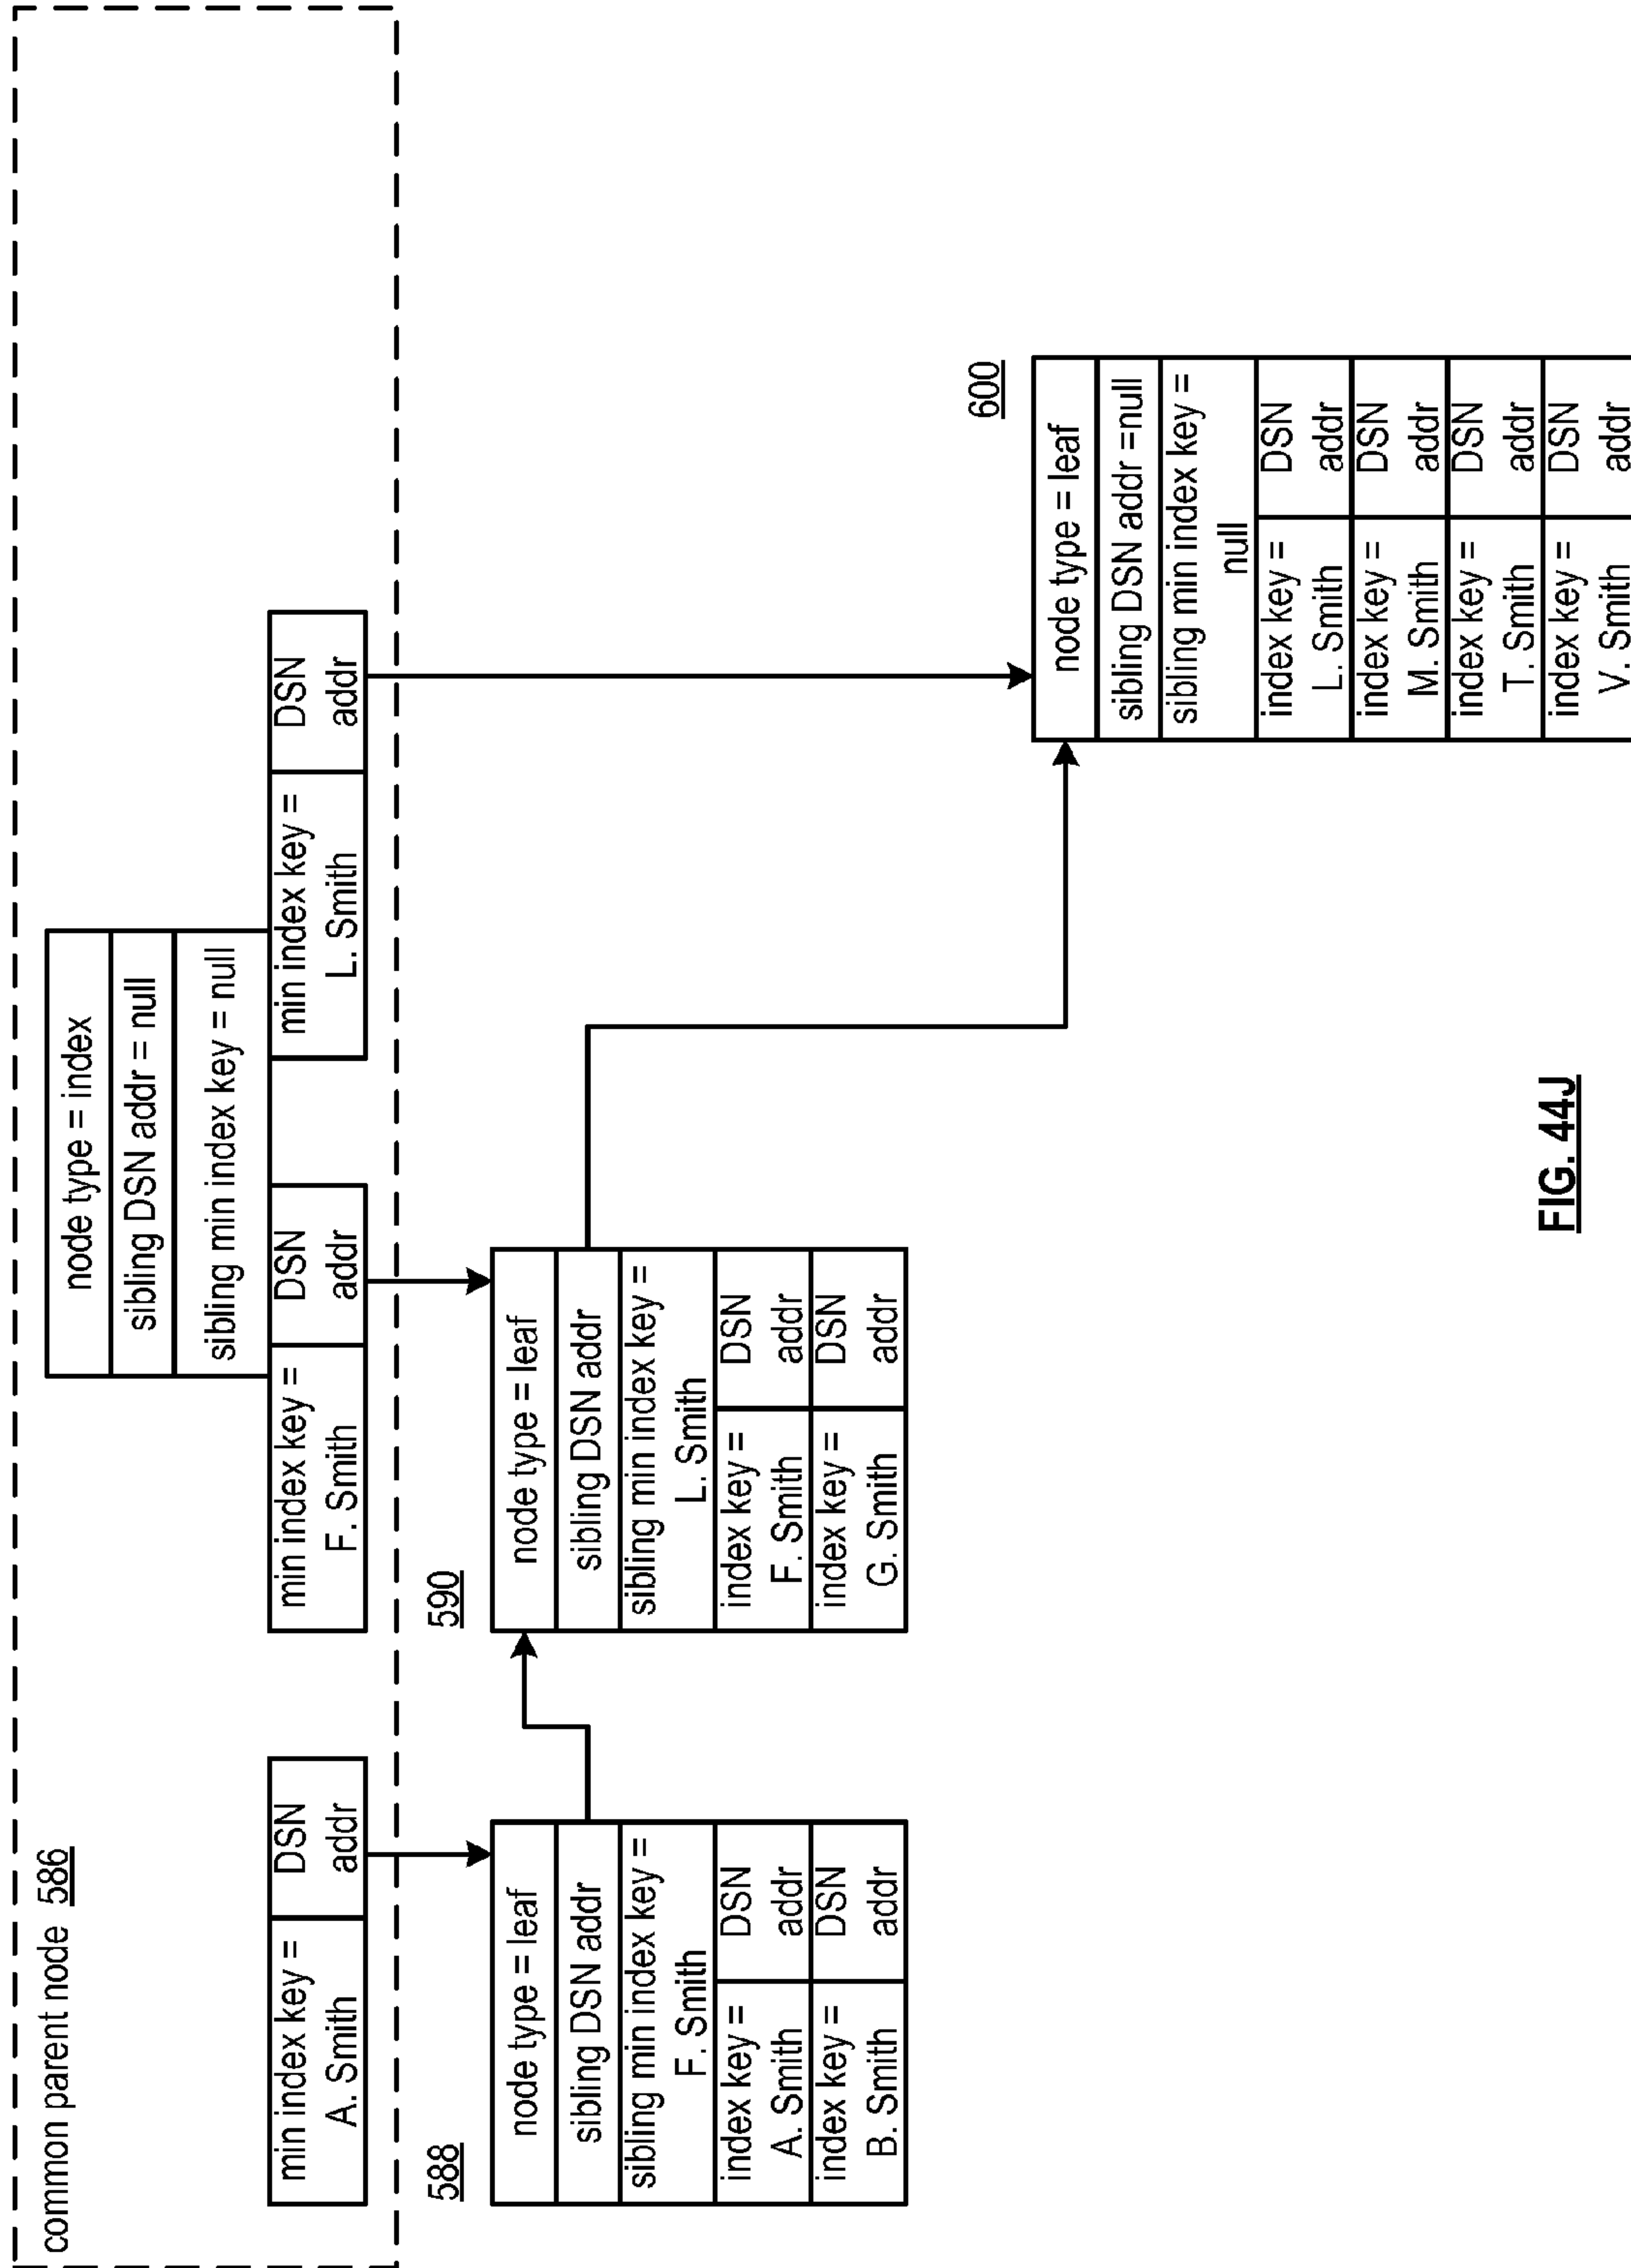 common parent node 586
node type = index
sibling DSN addr = null
sibling min index key = null
min index key =
A. Smith
DSN
addr
min index key =
F. Smith
DSN
addr
min index key =
L. Smith
DSN
addr
588
node type = leaf
sibling DSN addr
sibling min index key =
F. Smith
index key =
A. Smith
DSN
addr
index key =
B. Smith
DSN
addr
590
node type = leaf
sibling DSN addr
sibling min index key =
L. Smith
index key =
F. Smith
DSN
addr
index key =
G. Smith
DSN
addr
600
node type = leaf
sibling DSN addr =null
sibling min index key =
null
index key =
L. Smith
DSN
addr
index key =
M. Smith
DSN
addr
index key =
T. Smith
DSN
addr
index key =
V. Smith
DSN
addr
FIG. 44J